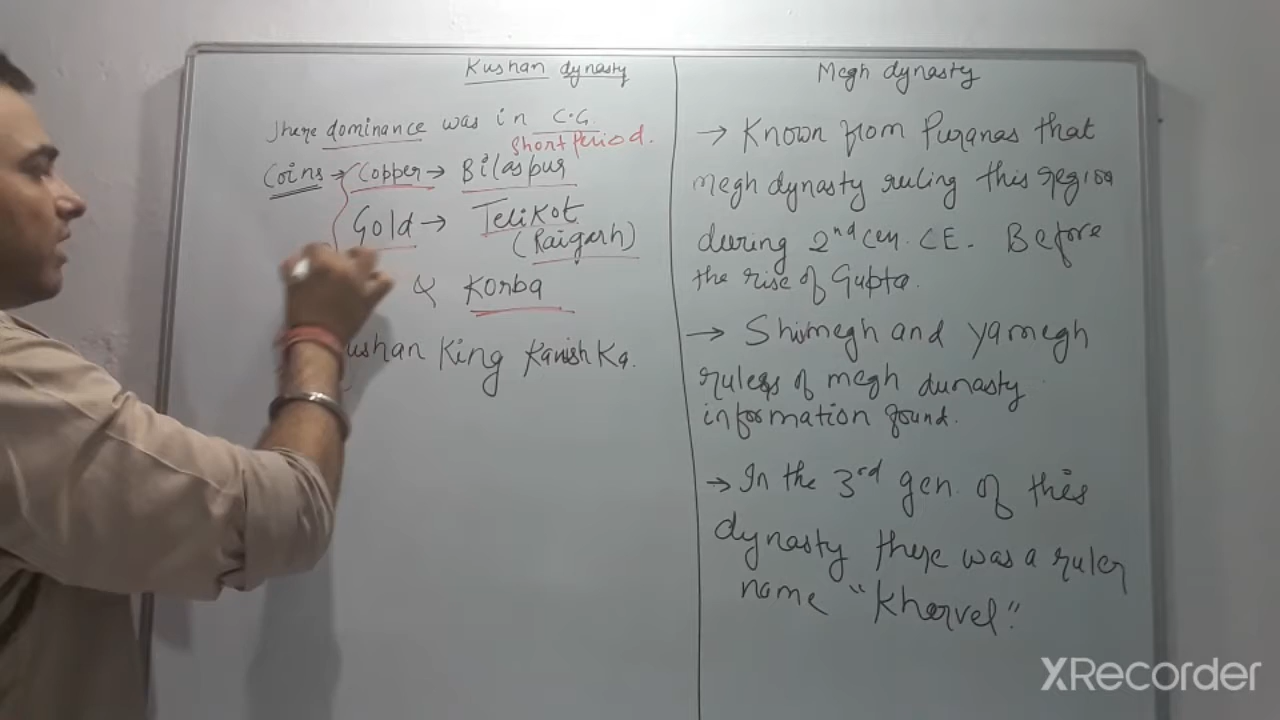 Kushan dynasty
There dominance was in C.G.
Short Period.
Coins → Copper → Bilaspur
Gold → Telikot
(Raigarh)
& Korba
ushan King Kanishka.
Megh dynasty
→ Known from Puranas that
megh dynasty ruling this region
during 2nd cen. CE. Before
the rise of Gupta.
→ Shivmegh and yamegh
rulers of megh dunasty
information found.
→ In the 3rd gen. of this
dynasty there was a ruler
name "Kharvel".
XRecorder